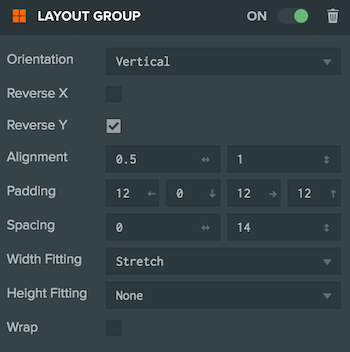 LAYOUT GROUP ON
Orientation Vertical
Reverse X
Reverse Y
Alignment 0.5 1
Padding 12 0 12 12
Spacing 0 14
Width Fitting Stretch
Height Fitting None
Wrap